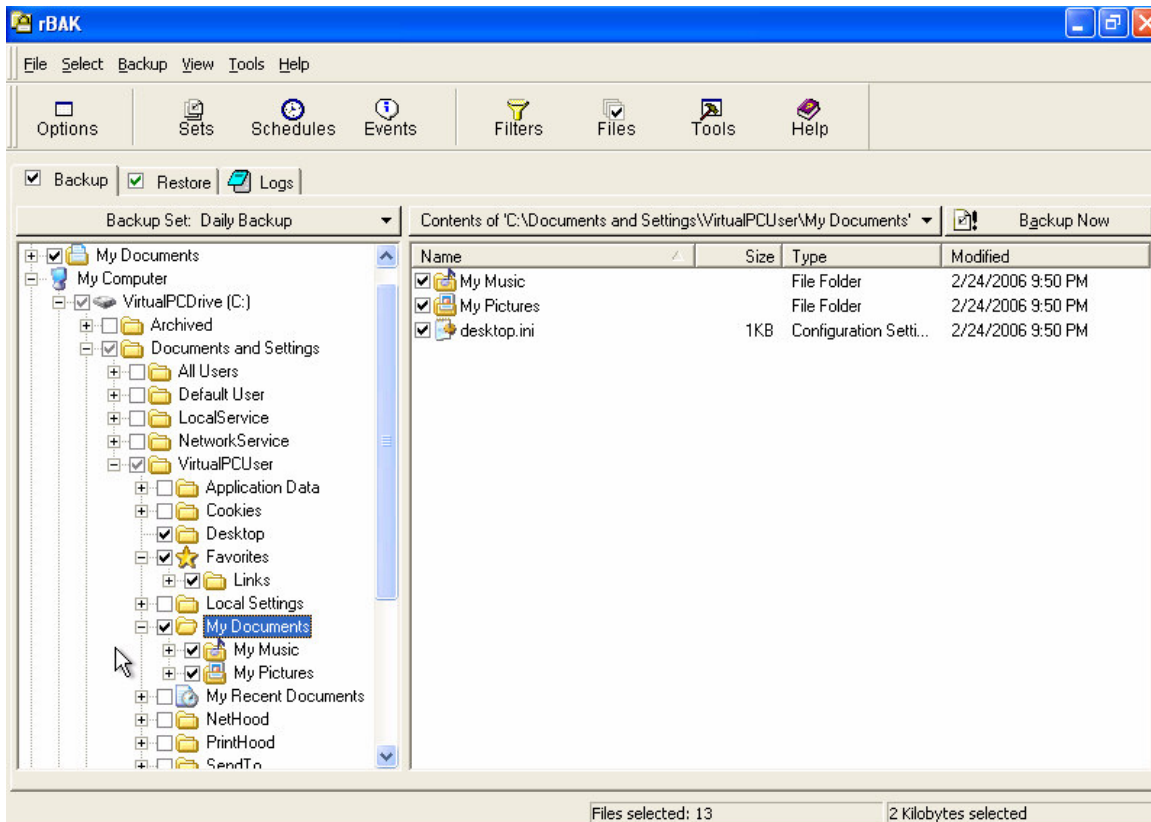 rBAK
File Select Backup View Tools Help
Options Sets Schedules Events Filters Files Tools Help
Backup Restore Logs
Backup Set: Daily Backup
Contents of 'C:\Documents and Settings\VirtualPCUser\My Documents'
Backup Now
My Documents
My Computer
VirtualPCDrive (C:)
Archived
Documents and Settings
All Users
Default User
LocalService
NetworkService
VirtualPCUser
Application Data
Cookies
Desktop
Favorites
Links
Local Settings
My Documents
My Music
My Pictures
My Recent Documents
NetHood
PrintHood
SendTo
Name Size Type Modified
My Music File Folder 2/24/2006 9:50 PM
My Pictures File Folder 2/24/2006 9:50 PM
desktop.ini 1KB Configuration Setti... 2/24/2006 9:50 PM
Files selected: 13
2 Kilobytes selected